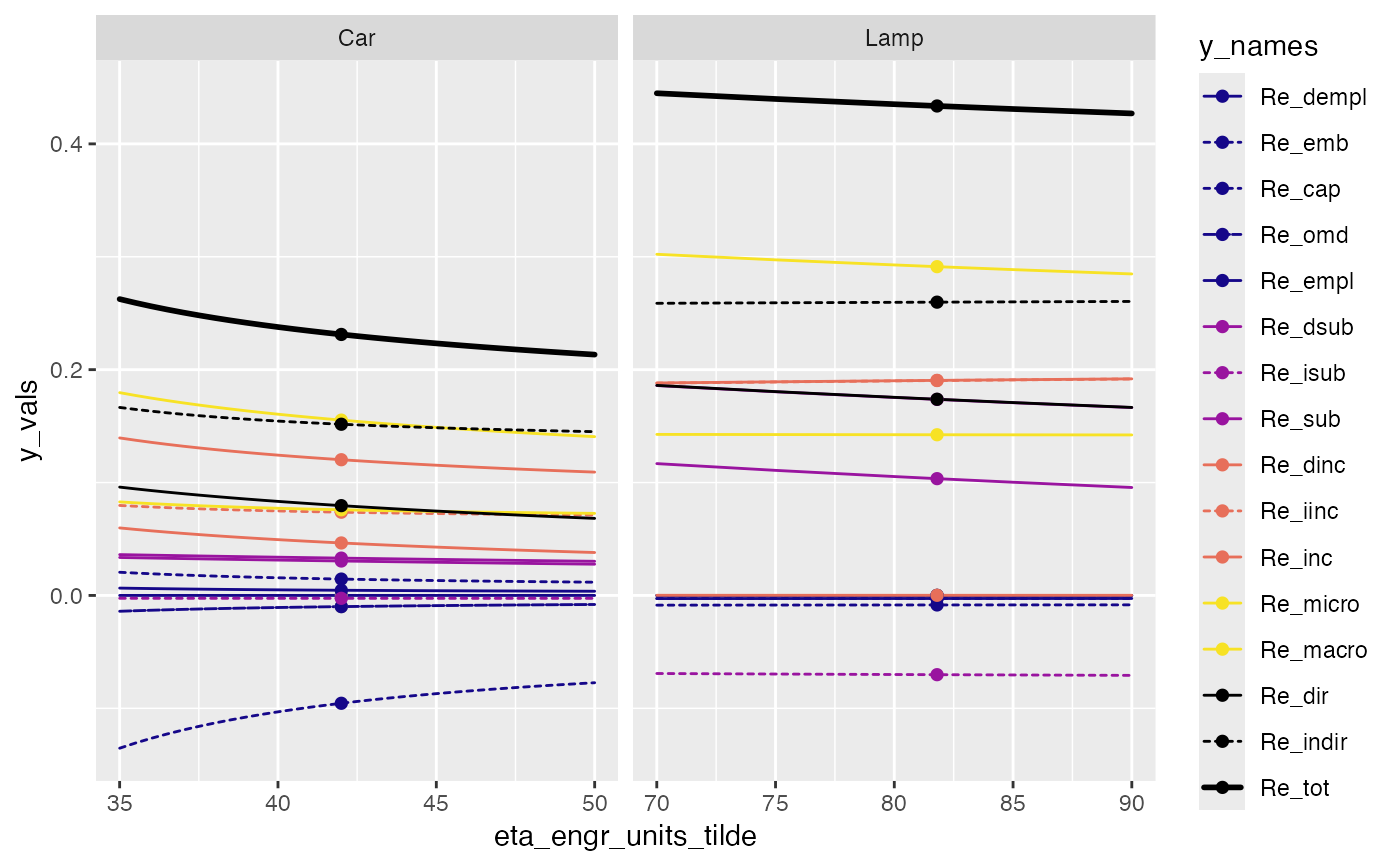 Car
Lamp
y_vals
0.4
0.2
0.0
35
40
45
50
70
75
80
85
90
eta_engr_units_tilde
y_names
Re_dempl
Re_emb
Re_cap
Re_omd
Re_empl
Re_dsub
Re_isub
Re_sub
Re_dinc
Re_iinc
Re_inc
Re_micro
Re_macro
Re_dir
Re_indir
Re_tot